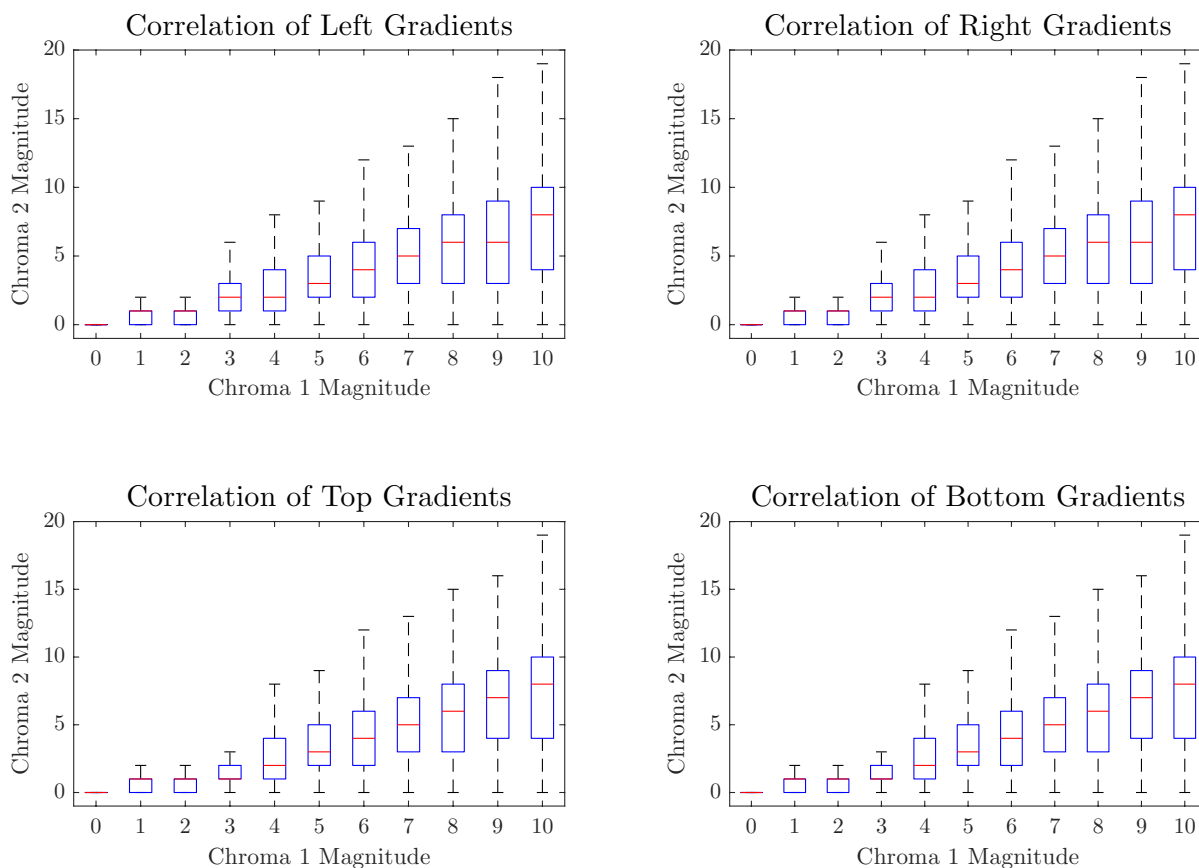 Correlation of Left Gradients
Chroma 2 Magnitude
20
15
10
5
0
0 1 2 3 4 5 6 7 8 9 10
Chroma 1 Magnitude
Correlation of Right Gradients
Chroma 2 Magnitude
20
15
10
5
0
0 1 2 3 4 5 6 7 8 9 10
Chroma 1 Magnitude
Correlation of Top Gradients
Chroma 2 Magnitude
20
15
10
5
0
0 1 2 3 4 5 6 7 8 9 10
Chroma 1 Magnitude
Correlation of Bottom Gradients
Chroma 2 Magnitude
20
15
10
5
0
0 1 2 3 4 5 6 7 8 9 10
Chroma 1 Magnitude